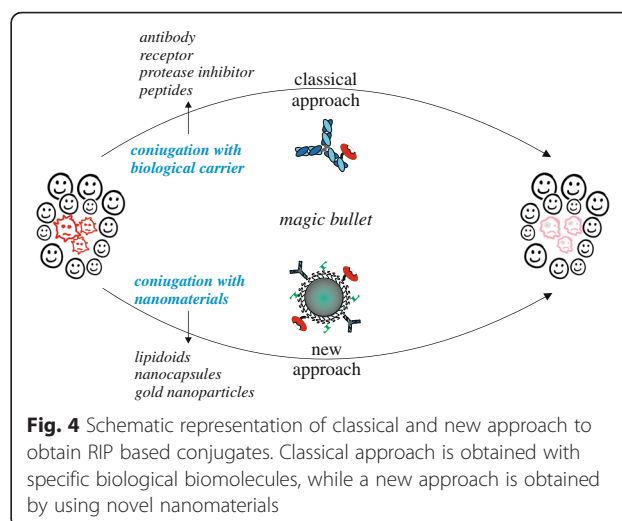 antibody
receptor
protease inhibitor
peptides
classical
approach
coniugation with
biological carrier
magic bullet
coniugation with
nanomaterials
new
approach
lipidoids
nanocapsules
gold nanoparticles
Fig. 4 Schematic representation of classical and new approach to
obtain RIP based conjugates. Classical approach is obtained with
specific biological biomolecules, while a new approach is obtained
by using novel nanomaterials